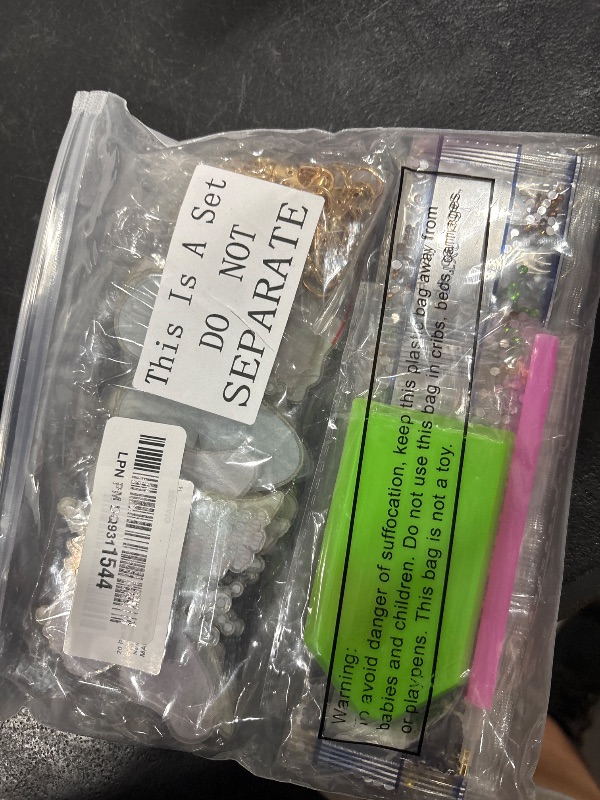 This Is A Set
DO NOT
SEPARATE
Warning:
avoid danger of suffocation, keep this plastic bag away from
babies and children. Do not use this bag in cribs, beds, carriages,
or playpens. This bag is not a toy.
LPN
1544